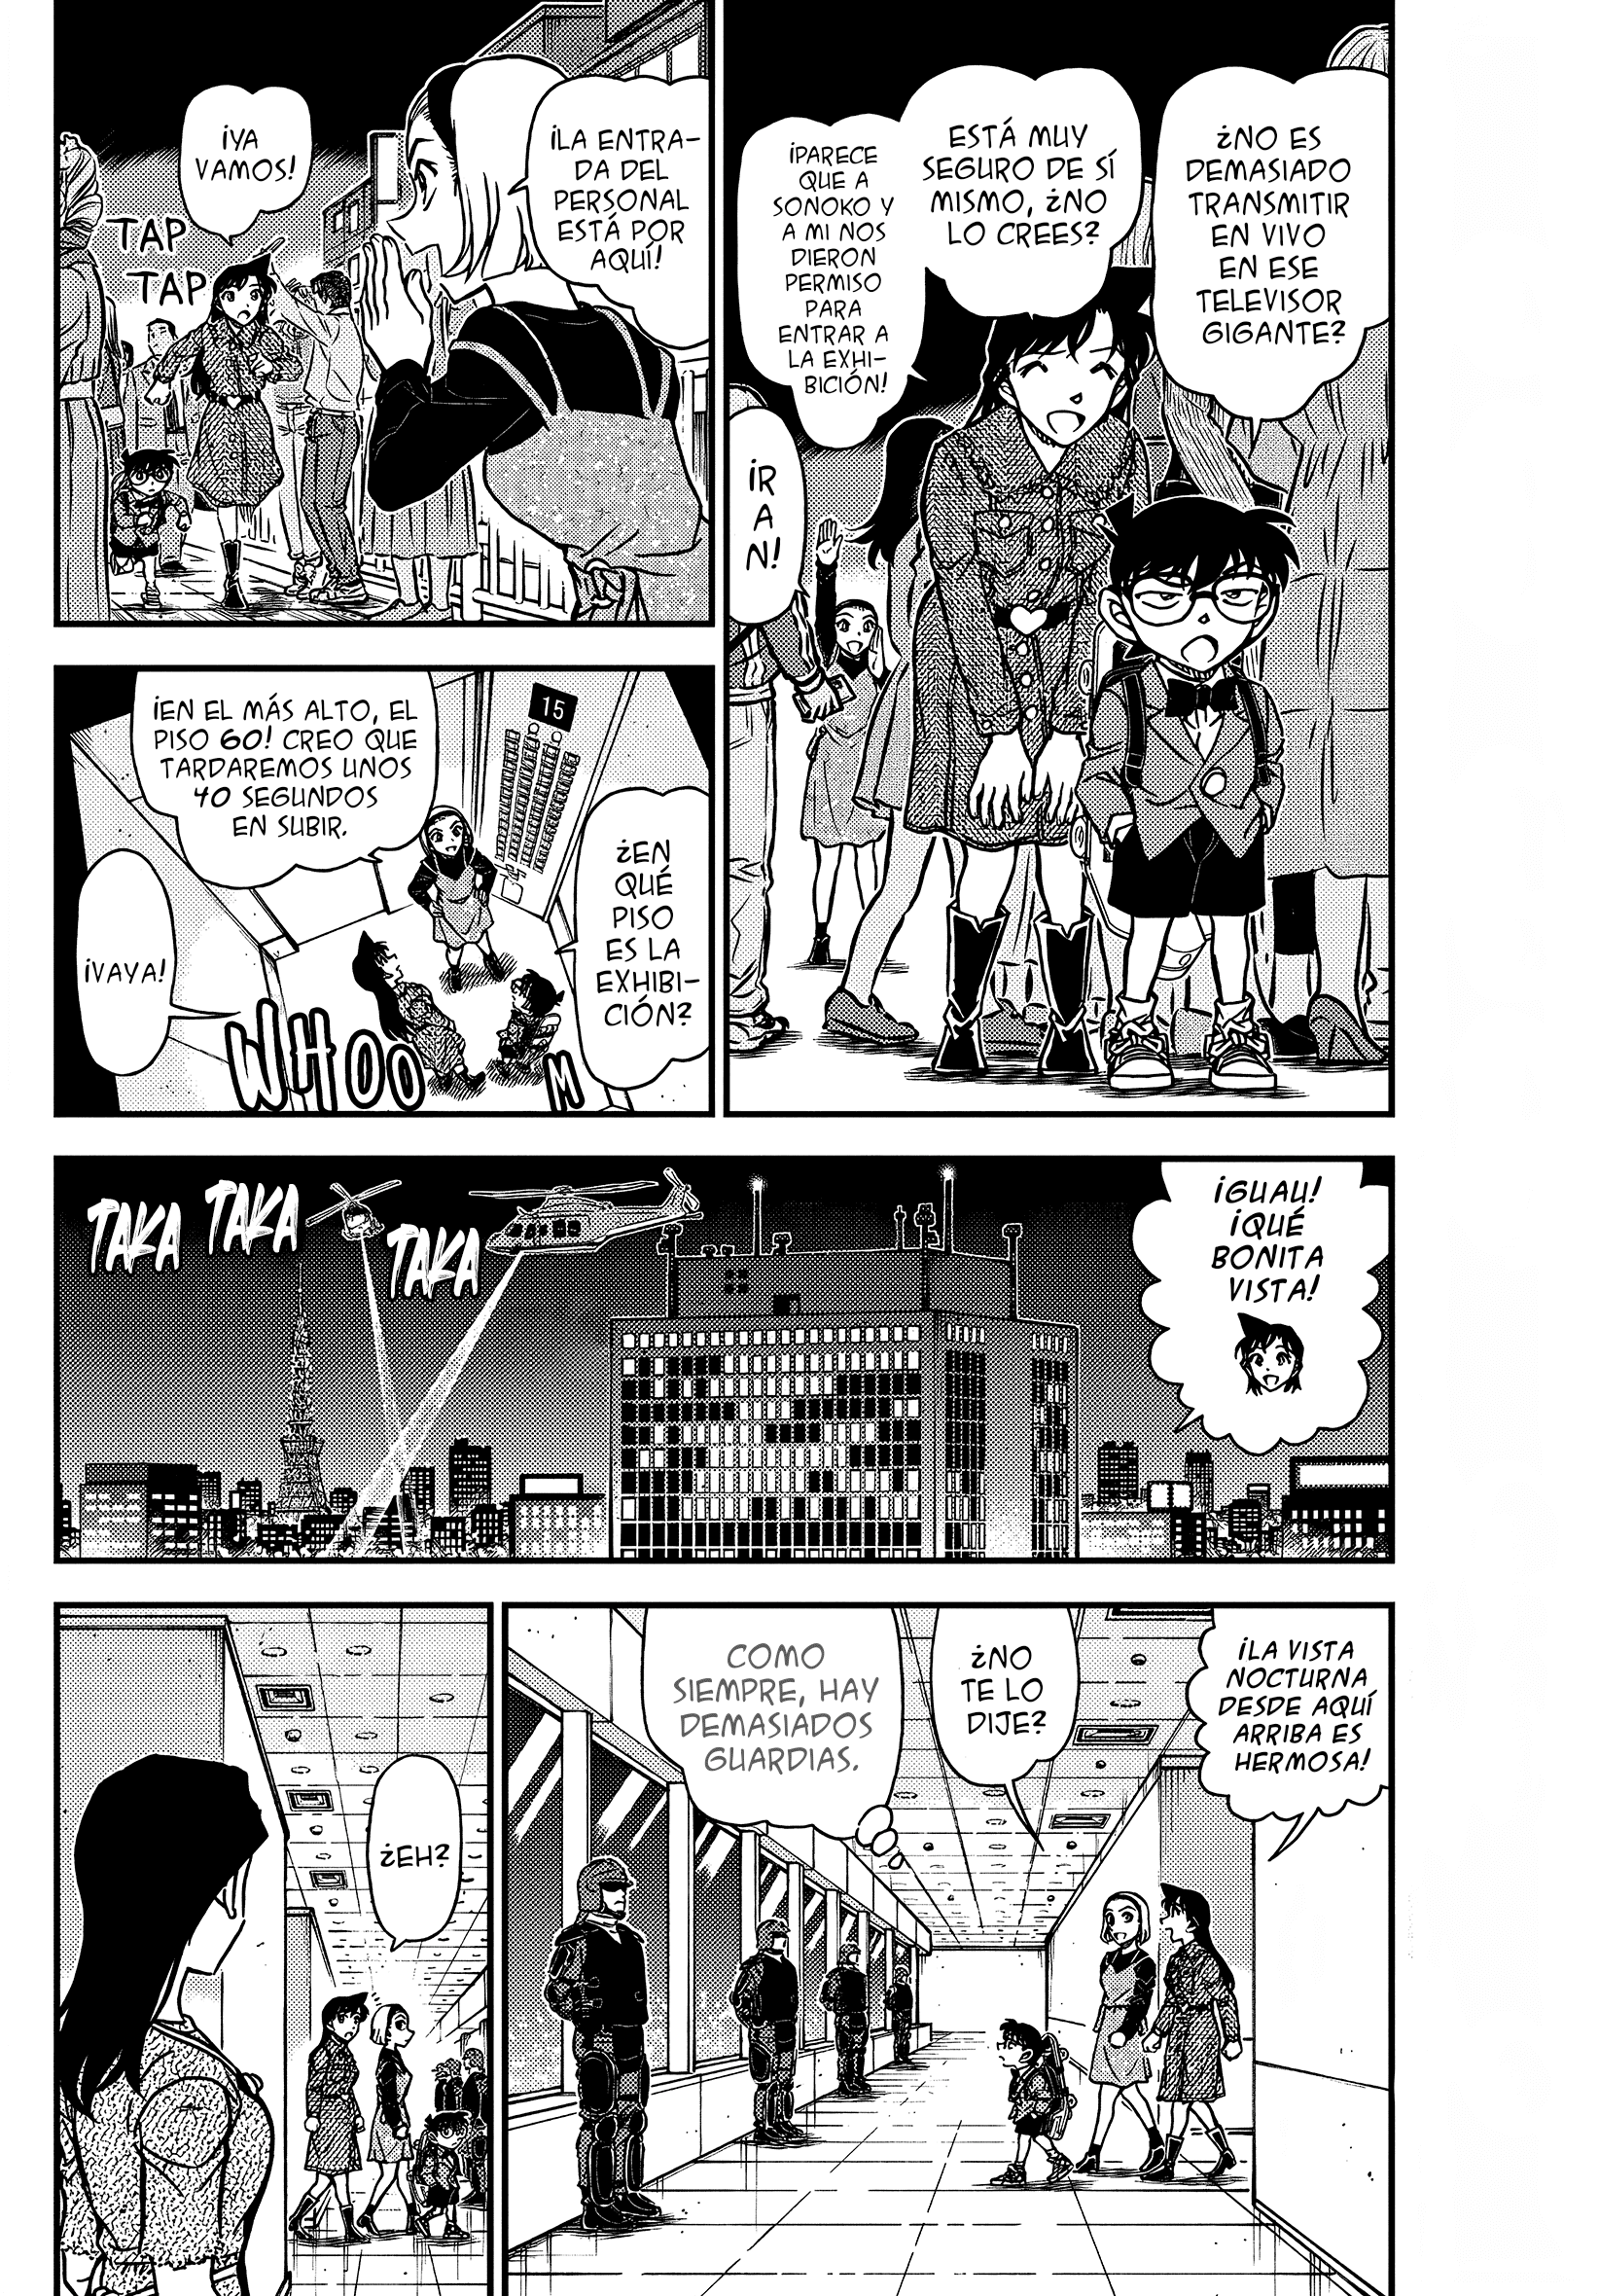 ¿NO ES
DEMASIADO
TRANSMITIR
EN VIVO
EN ESE
TELEVISOR
GIGANTE?
ESTÁ MUY
SEGURO DE SÍ
MISMO, ¿NO
LO CREES?
¡PARECE
QUE A
SONOKO Y
A MI NOS
DIERON
PERMISO
PARA
ENTRAR A
LA EXHI-
BICIÓN!
¡R
A
N!
¡LA ENTRA-
DA DEL
PERSONAL
ESTÁ POR
AQUÍ!
¡YA
VAMOS!
TAP
TAP
¿EN
QUÉ
PISO
ES LA
EXHIBI-
CIÓN?
15
¡EN EL MÁS ALTO, EL
PISO 60! CREO QUE
TARDAREMOS UNOS
40 SEGUNDOS
EN SUBIR.
¡VAYA!
WHOO M
¡GUAU!
¡QUÉ
BONITA
VISTA!
TAKA
TAKA
TAKA
¡LA VISTA
NOCTURNA
DESDE AQUÍ
ARRIBA ES
HERMOSA!
¿NO
TE LO
DIJE?
COMO
SIEMPRE, HAY
DEMASIADOS
GUARDIAS.
¿EH?